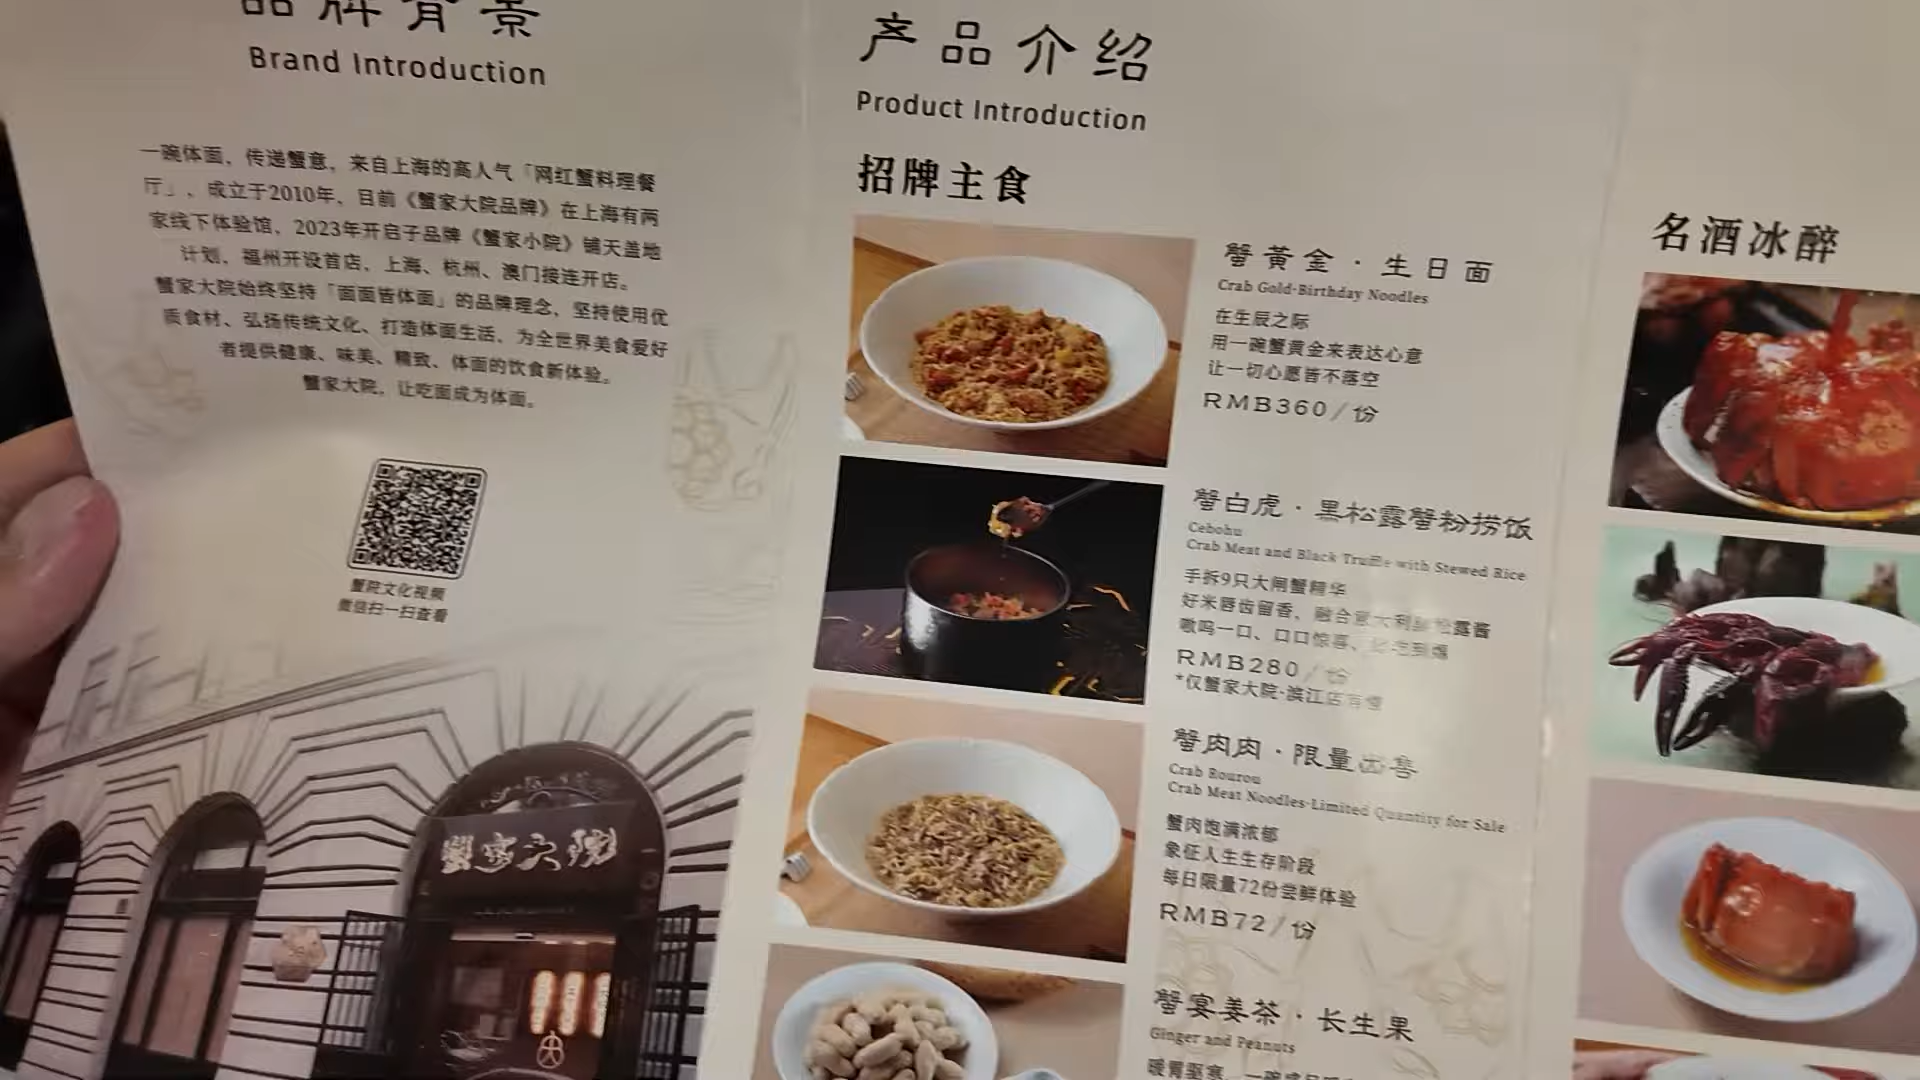 品牌背景
Brand Introduction
一碗体面、传递蟹意，来自上海的高人气「网红蟹料理餐
厅」、成立于2010年、目前《蟹家大院品牌》在上海有两
家线下体验馆、2023年开启子品牌《蟹家小院》铺天盖地
计划、福州开设首店，上海、杭州、澳门接连开店。
蟹家大院始终坚持「面面皆体面」的品牌理念，坚持使用优
质食材、弘扬传统文化、打造体面生活，为全世界美食爱好
者提供健康、味美、精致、体面的饮食新体验。
蟹家大院，让吃面成为体面。
蟹院文化视频
微信扫一扫查看
蟹家大院
产品介绍
Product Introduction
招牌主食
蟹黄金·生日面
Crab Gold·Birthday Noodles
在生辰之际
用一碗蟹黄金来表达心意
让一切心愿皆不落空
RMB360/份
蟹白虎·黑松露蟹粉捞饭
Cebohu
Crab Meat and Black Truffle with Stewed Rice
手拆9只大闸蟹精华
好米唇齿留香、融合意大利黑松露酱
嗷呜一口、口口惊喜、
RMB280/份
*仅蟹家大院·滨江店有售
蟹肉肉·限量出售
Crab Rourou
Crab Meat Noodles·Limited Quantity for Sale
蟹肉饱满浓郁
象征人生生存阶段
每日限量72份尝鲜体验
RMB72/份
蟹宴姜茶·长生果
Ginger and Peanuts
暖胃驱寒、一碗
名酒冰醉